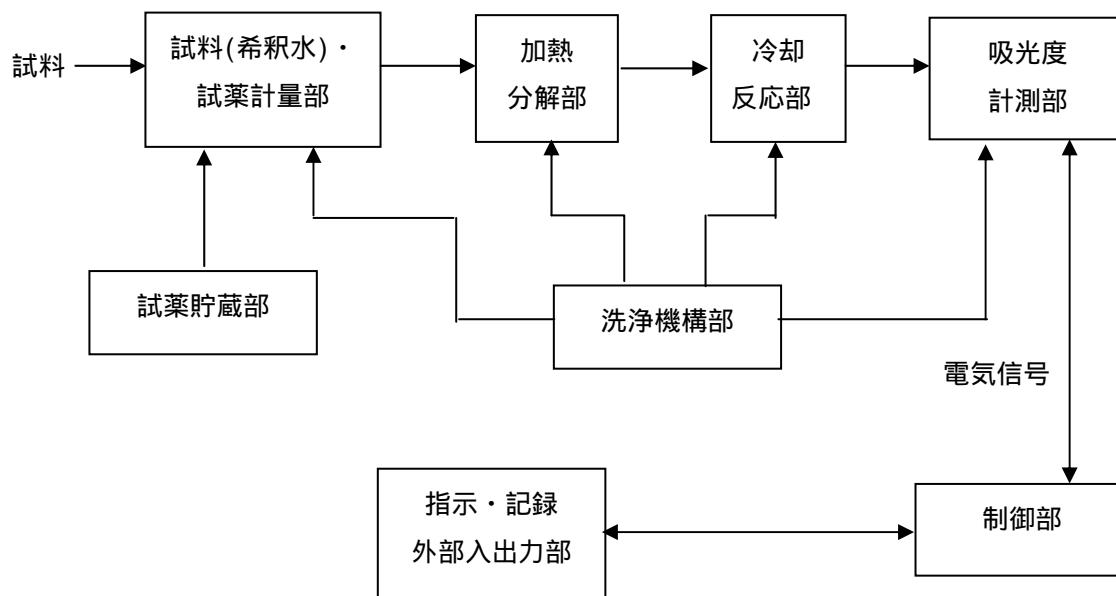 試料
試料(希釈水)・
試薬計量部
加熱
分解部
冷却
反応部
吸光度
計測部
試薬貯蔵部
洗浄機構部
電気信号
指示・記録
外部入出力部
制御部